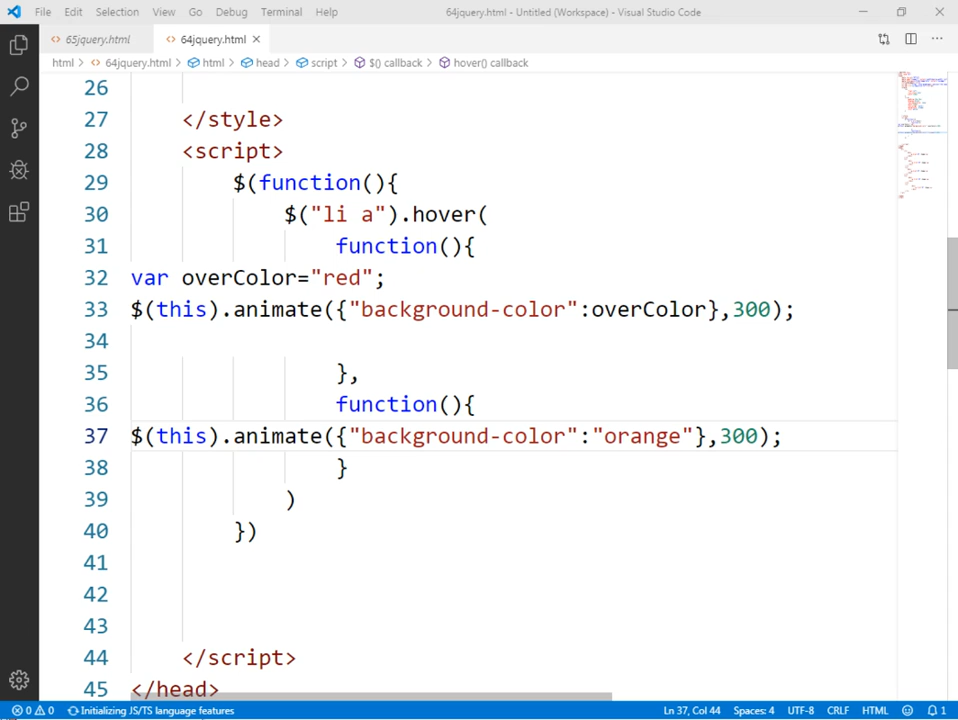 File Edit Selection View Go Debug Terminal Help 64jquery.html - Untitled (Workspace) - Visual Studio Code
65jquery.html 64jquery.html
html > 64jquery.html > html > head > script > $() callback > hover() callback
26
27 </style>
28 <script>
29 $(function(){
30 $("li a").hover(
31 function(){
32 var overColor="red";
33 $(this).animate({"background-color":overColor},300);
34
35 },
36 function(){
37 $(this).animate({"background-color":"orange"},300);
38 }
39 )
40 })
41
42
43
44 </script>
45 </head>
0 0 Initializing JS/TS language features Ln 37, Col 44 Spaces: 4 UTF-8 CRLF HTML 1